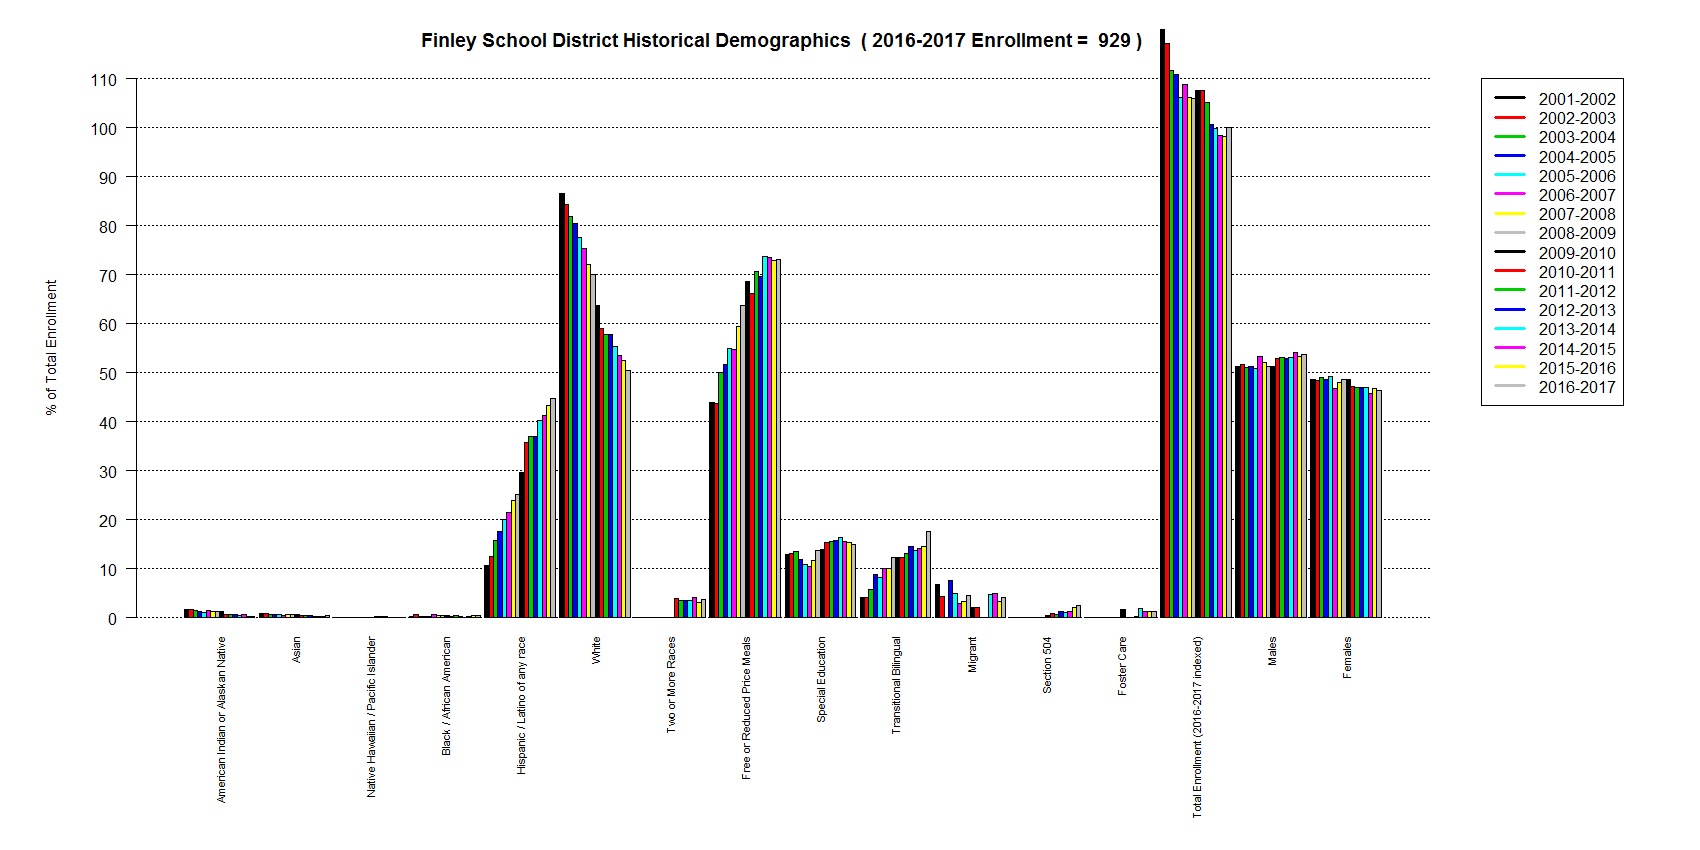 Finley School District Historical Demographics  ( 2016-2017 Enrollment =  929 )
% of Total Enrollment
110
100
90
80
70
60
50
40
30
20
10
0
American Indian or Alaskan Native
Asian
Native Hawaiian / Pacific Islander
Black / African American
Hispanic / Latino of any race
White
Two or More Races
Free or Reduced Price Meals
Special Education
Transitional Bilingual
Migrant
Section 504
Foster Care
Total Enrollment (2016-2017 indexed)
Males
Females
2001-2002
2002-2003
2003-2004
2004-2005
2005-2006
2006-2007
2007-2008
2008-2009
2009-2010
2010-2011
2011-2012
2012-2013
2013-2014
2014-2015
2015-2016
2016-2017